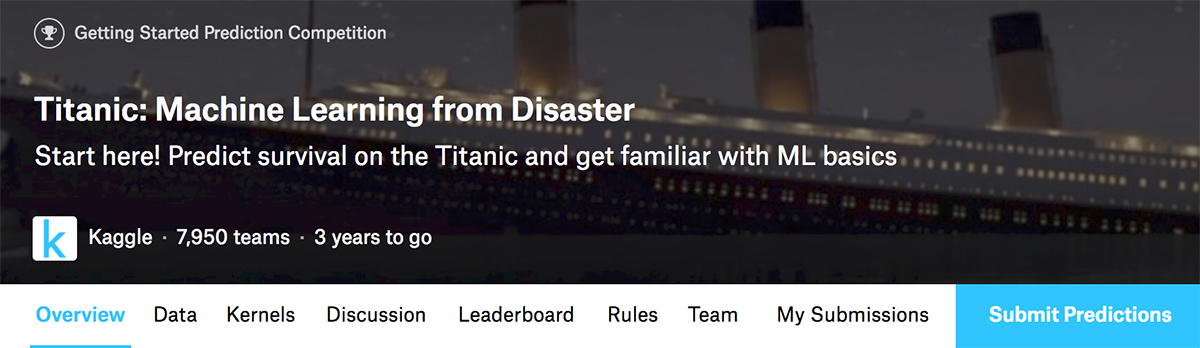 Getting Started Prediction Competition
Titanic: Machine Learning from Disaster
Start here! Predict survival on the Titanic and get familiar with ML basics
k
Kaggle · 7,950 teams · 3 years to go
Overview Data Kernels Discussion Leaderboard Rules Team My Submissions Submit Predictions